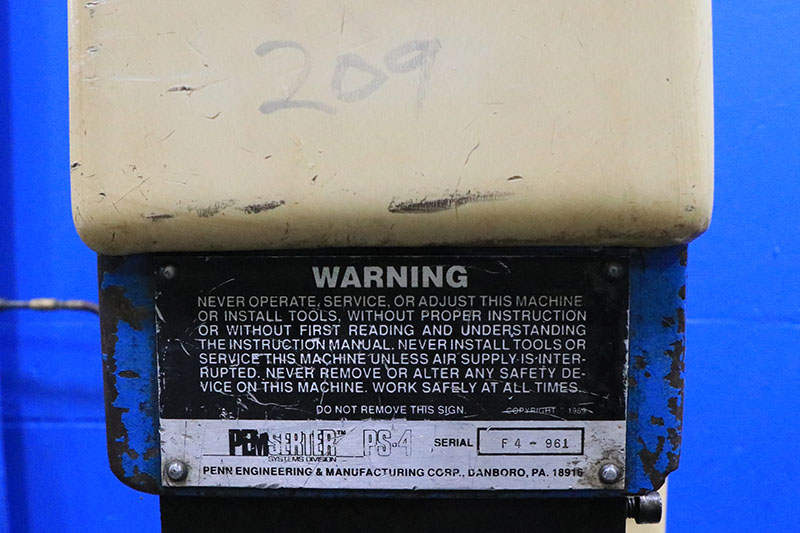 209
WARNING
NEVER OPERATE, SERVICE, OR ADJUST THIS MACHINE
OR INSTALL TOOLS, WITHOUT PROPER INSTRUCTION
OR WITHOUT FIRST READING AND UNDERSTANDING
THE INSTRUCTION MANUAL. NEVER INSTALL TOOLS OR
SERVICE THIS MACHINE UNLESS AIR SUPPLY IS INTER-
RUPTED. NEVER REMOVE OR ALTER ANY SAFETY DE-
VICE ON THIS MACHINE. WORK SAFELY AT ALL TIMES.
DO NOT REMOVE THIS SIGN. COPYRIGHT 1989
PEMSERTER™ PS-4 SERIAL F4-961
SYSTEMS DIVISION
PENN ENGINEERING & MANUFACTURING CORP., DANBORO, PA. 18916